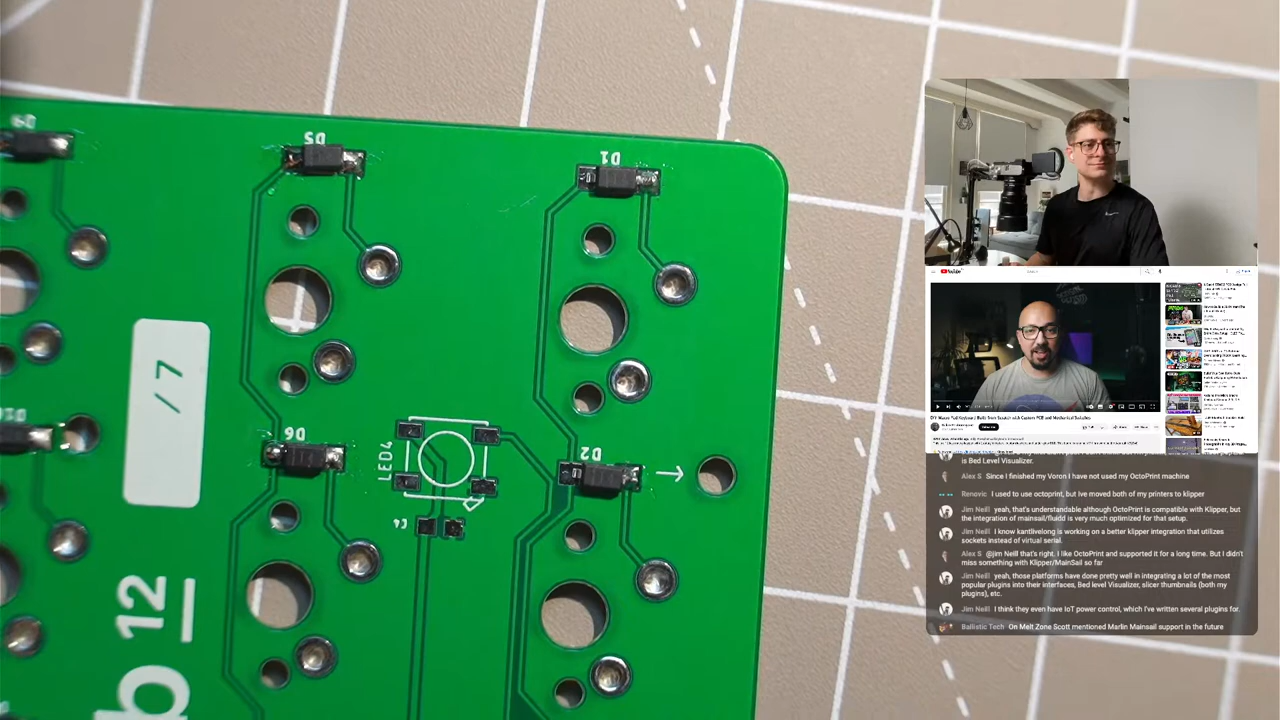 D9
D5
D1
/ 7
D10
D6
LED4
D2
C4
12
b
YouTube
is Bed Level Visualizer.
Alex S Since I finished my Voron I have not used my OctoPrint machine
Renovic I used to use octoprint, but Ive moved both of my printers to klipper
Jim Neill yeah, that's understandable although OctoPrint is compatible with Klipper, but
the integration of mainsail/fluidd is very much optimized for that setup.
Jim Neill I know kantlivelong is working on a better klipper integration that utilizes
sockets instead of virtual serial.
Alex S @jim Neill that's right. I like OctoPrint and supported it for a long time. But I didn't
miss something with Klipper/MainSail so far
Jim Neill yeah, those platforms have done pretty well in integrating a lot of the most
popular plugins into their interfaces, Bed level Visualizer, slicer thumbnails (both my
plugins), etc.
Jim Neill I think they even have IoT power control, which I've written several plugins for.
Ballistic Tech On Melt Zone Scott mentioned Marlin Mainsail support in the future